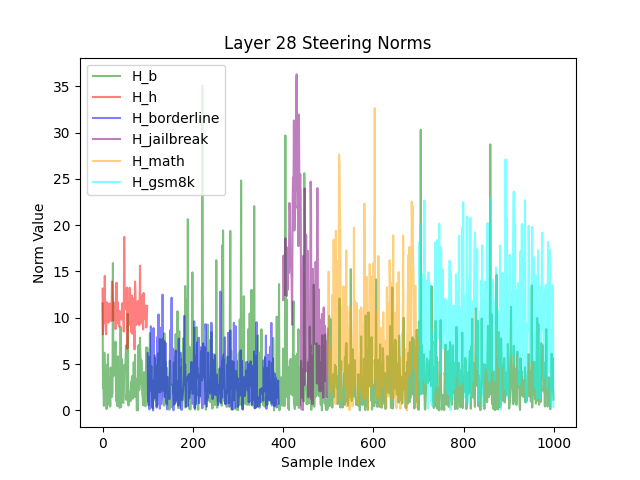 Layer 28 Steering Norms
H_b
H_h
H_borderline
H_jailbreak
H_math
H_gsm8k
Norm Value
35
30
25
20
15
10
5
0
0 200 400 600 800 1000
Sample Index